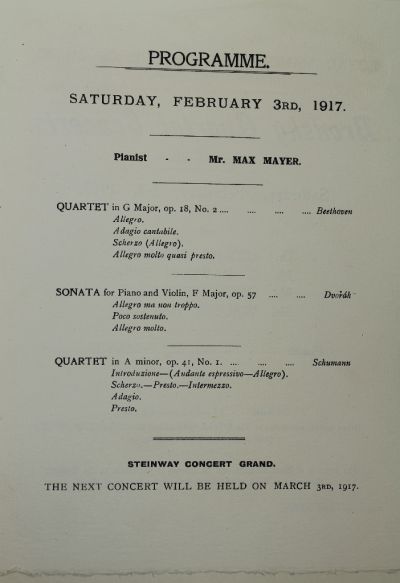 PROGRAMME.
SATURDAY, FEBRUARY 3RD, 1917.
Pianist - - Mr. MAX MAYER.
QUARTET in G Major, op. 18, No. 2 .... .... .... .... Beethoven
Allegro.
Adagio cantabile.
Scherzo (Allegro).
Allegro molto quasi presto.
SONATA for Piano and Violin, F Major, op. 57 .... .... Dvořák
Allegro ma non troppo.
Poco sostenuto.
Allegro molto.
QUARTET in A minor, op. 41, No. 1. ... .... .... Schumann
Introduzione—(Andante espressivo—Allegro).
Scherzo.—Presto.—Intermezzo.
Adagio.
Presto.
STEINWAY CONCERT GRAND.
THE NEXT CONCERT WILL BE HELD ON MARCH 3RD, 1917.